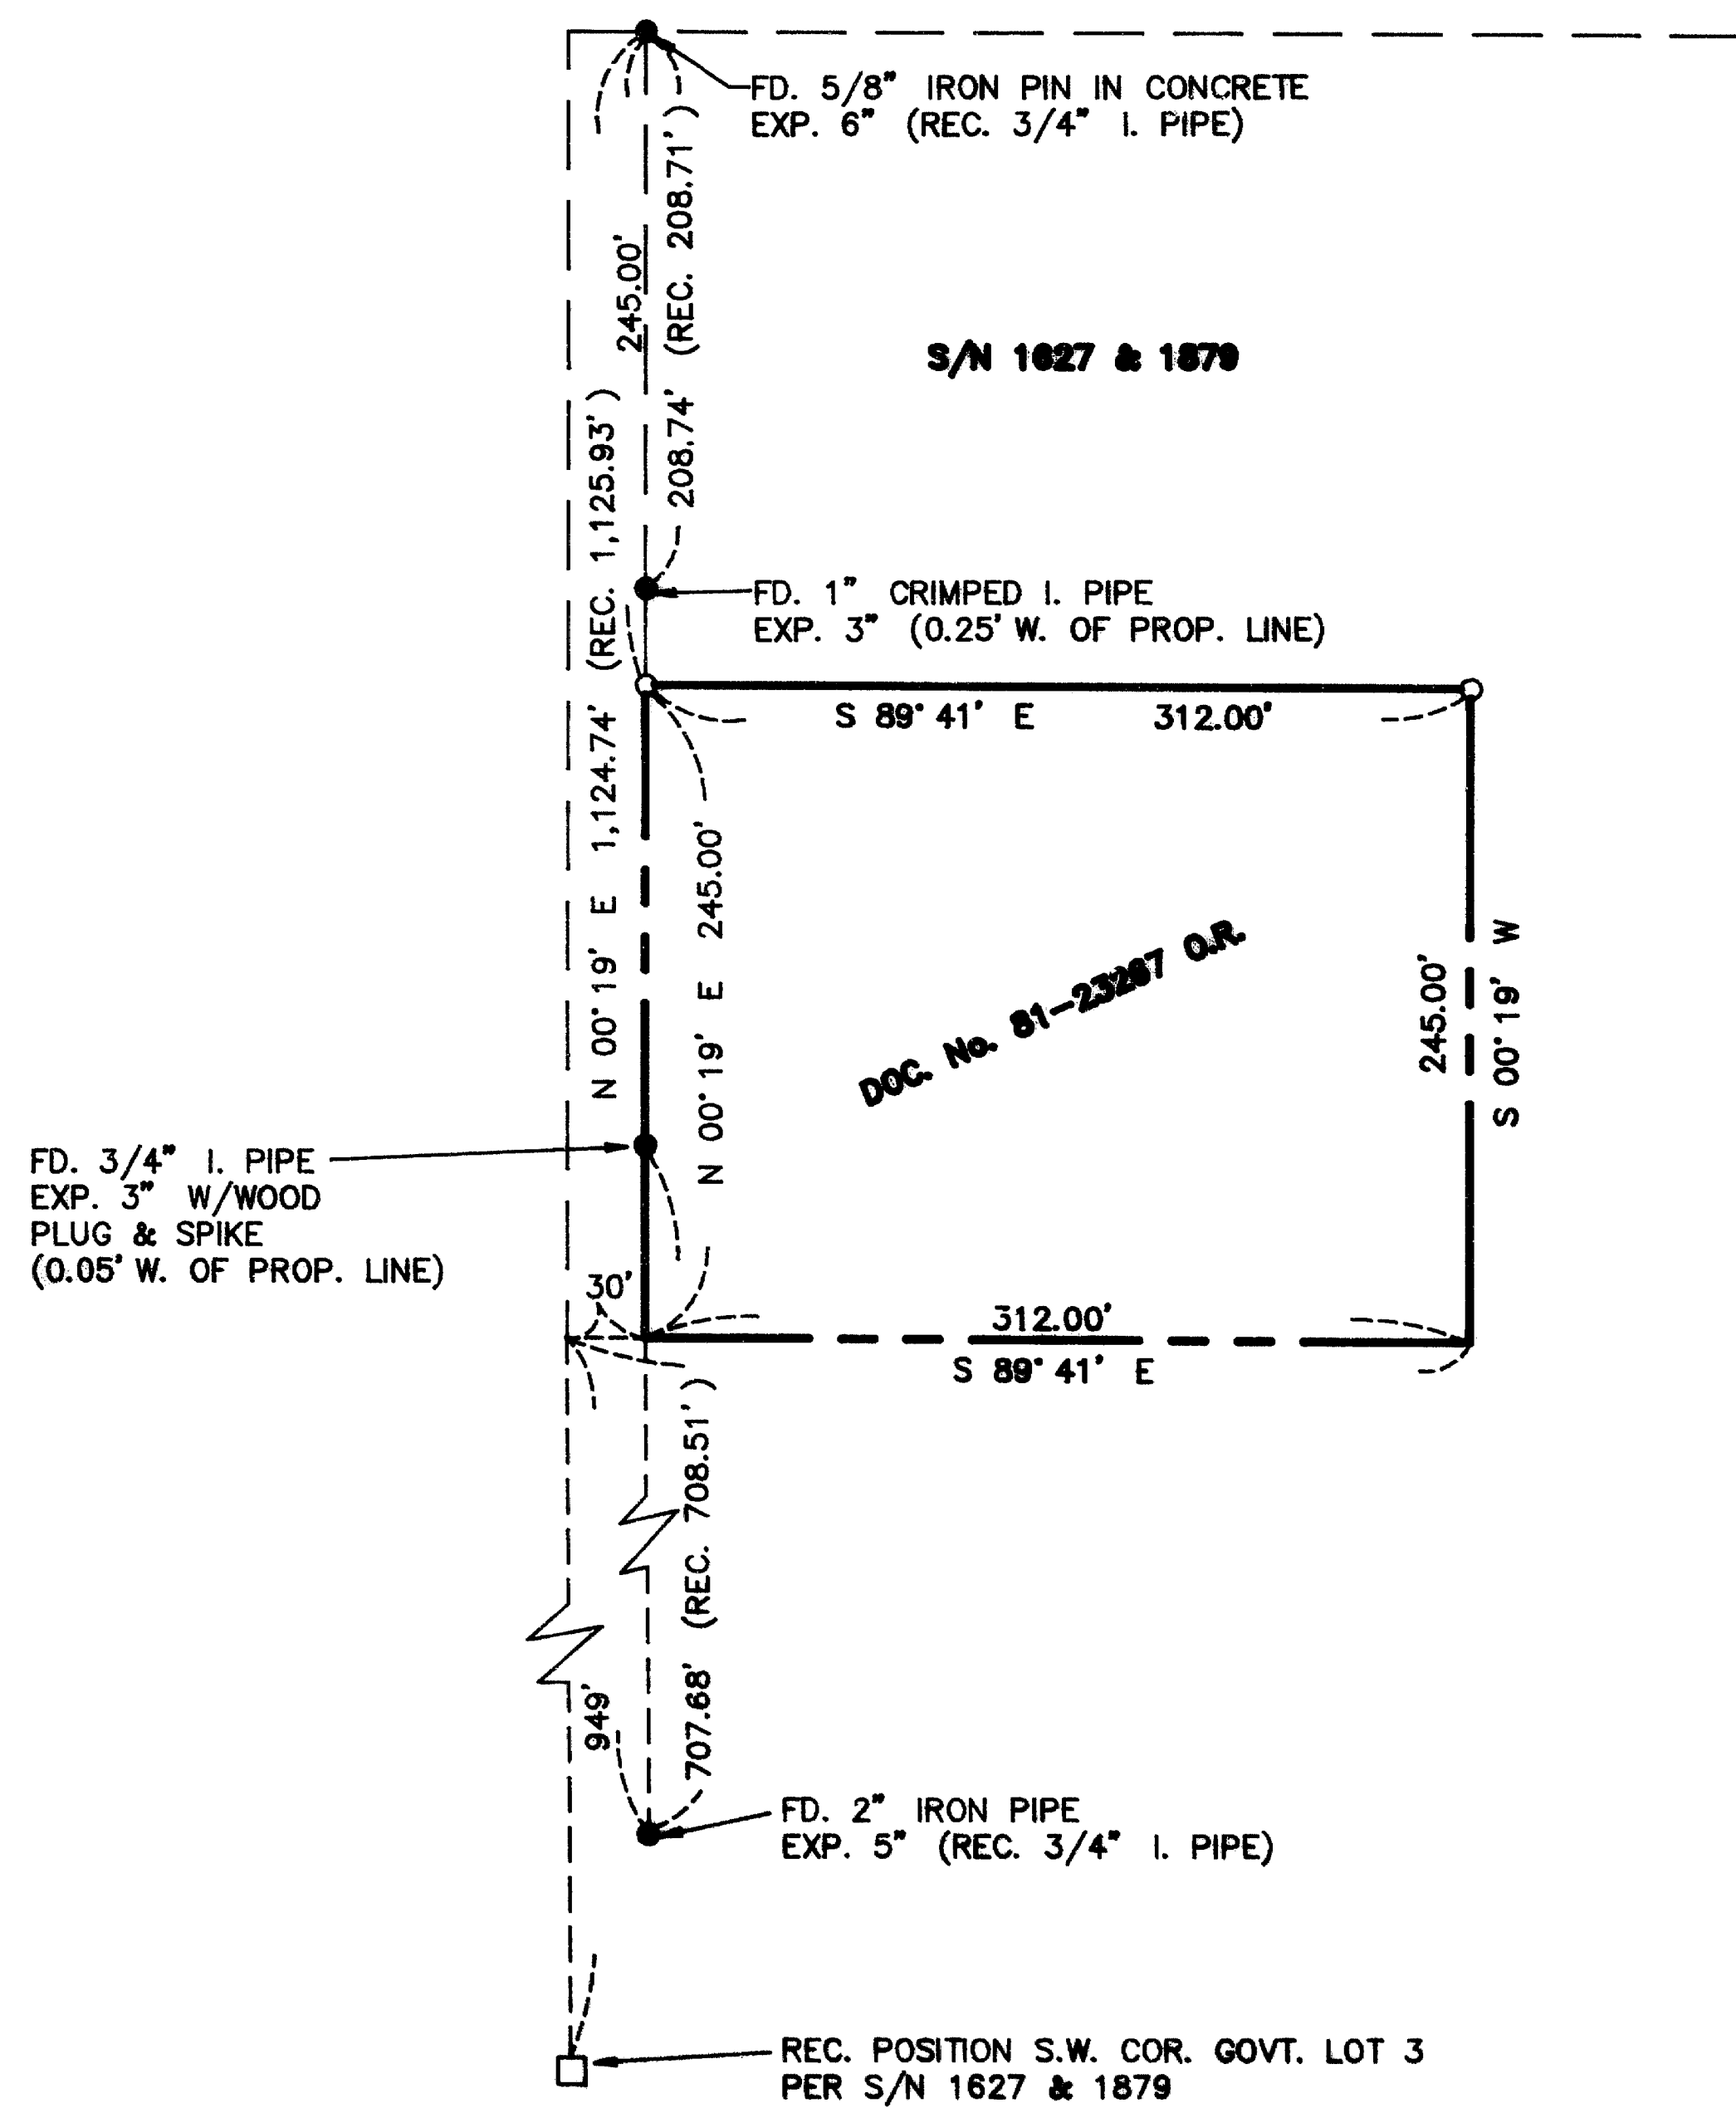 FD. 5/8" IRON PIN IN CONCRETE
EXP. 6" (REC. 3/4" I. PIPE)
245.00'
208.74' (REC. 208.71')
S/N 1627 & 1879
N 00° 19' E 1,124.74' (REC. 1,125.93')
FD. 1" CRIMPED I. PIPE
EXP. 3" (0.25' W. OF PROP. LINE)
S 89° 41' E 312.00'
N 00° 19' E 245.00'
DOC. No. 81-23267 O.R.
245.00'
S 00° 19' W
FD. 3/4" I. PIPE
EXP. 3" W/WOOD
PLUG & SPIKE
(0.05' W. OF PROP. LINE)
30'
312.00'
S 89° 41' E
707.68' (REC. 708.51')
949'
FD. 2" IRON PIPE
EXP. 5" (REC. 3/4" I. PIPE)
REC. POSITION S.W. COR. GOVT. LOT 3
PER S/N 1627 & 1879